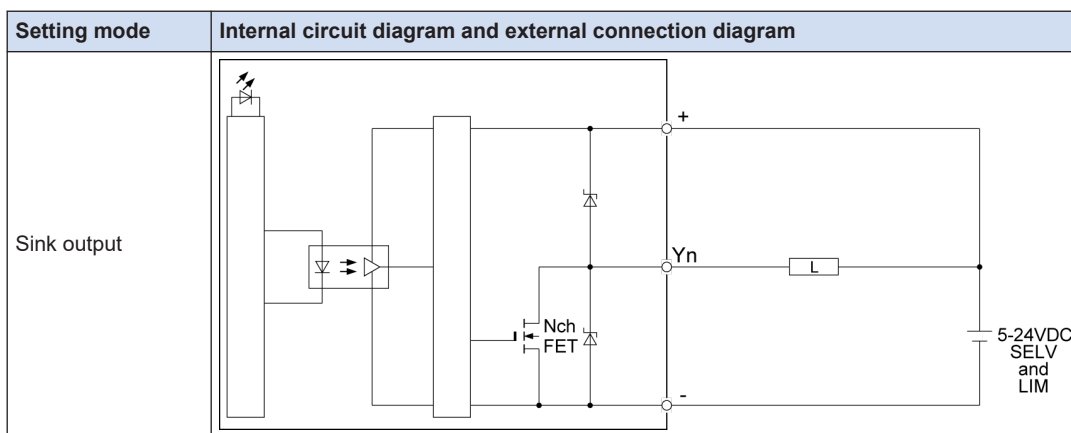 Setting mode
Internal circuit diagram and external connection diagram
Sink output
+
Yn
L
Nch
FET
5-24VDC
SELV
and
LIM
-